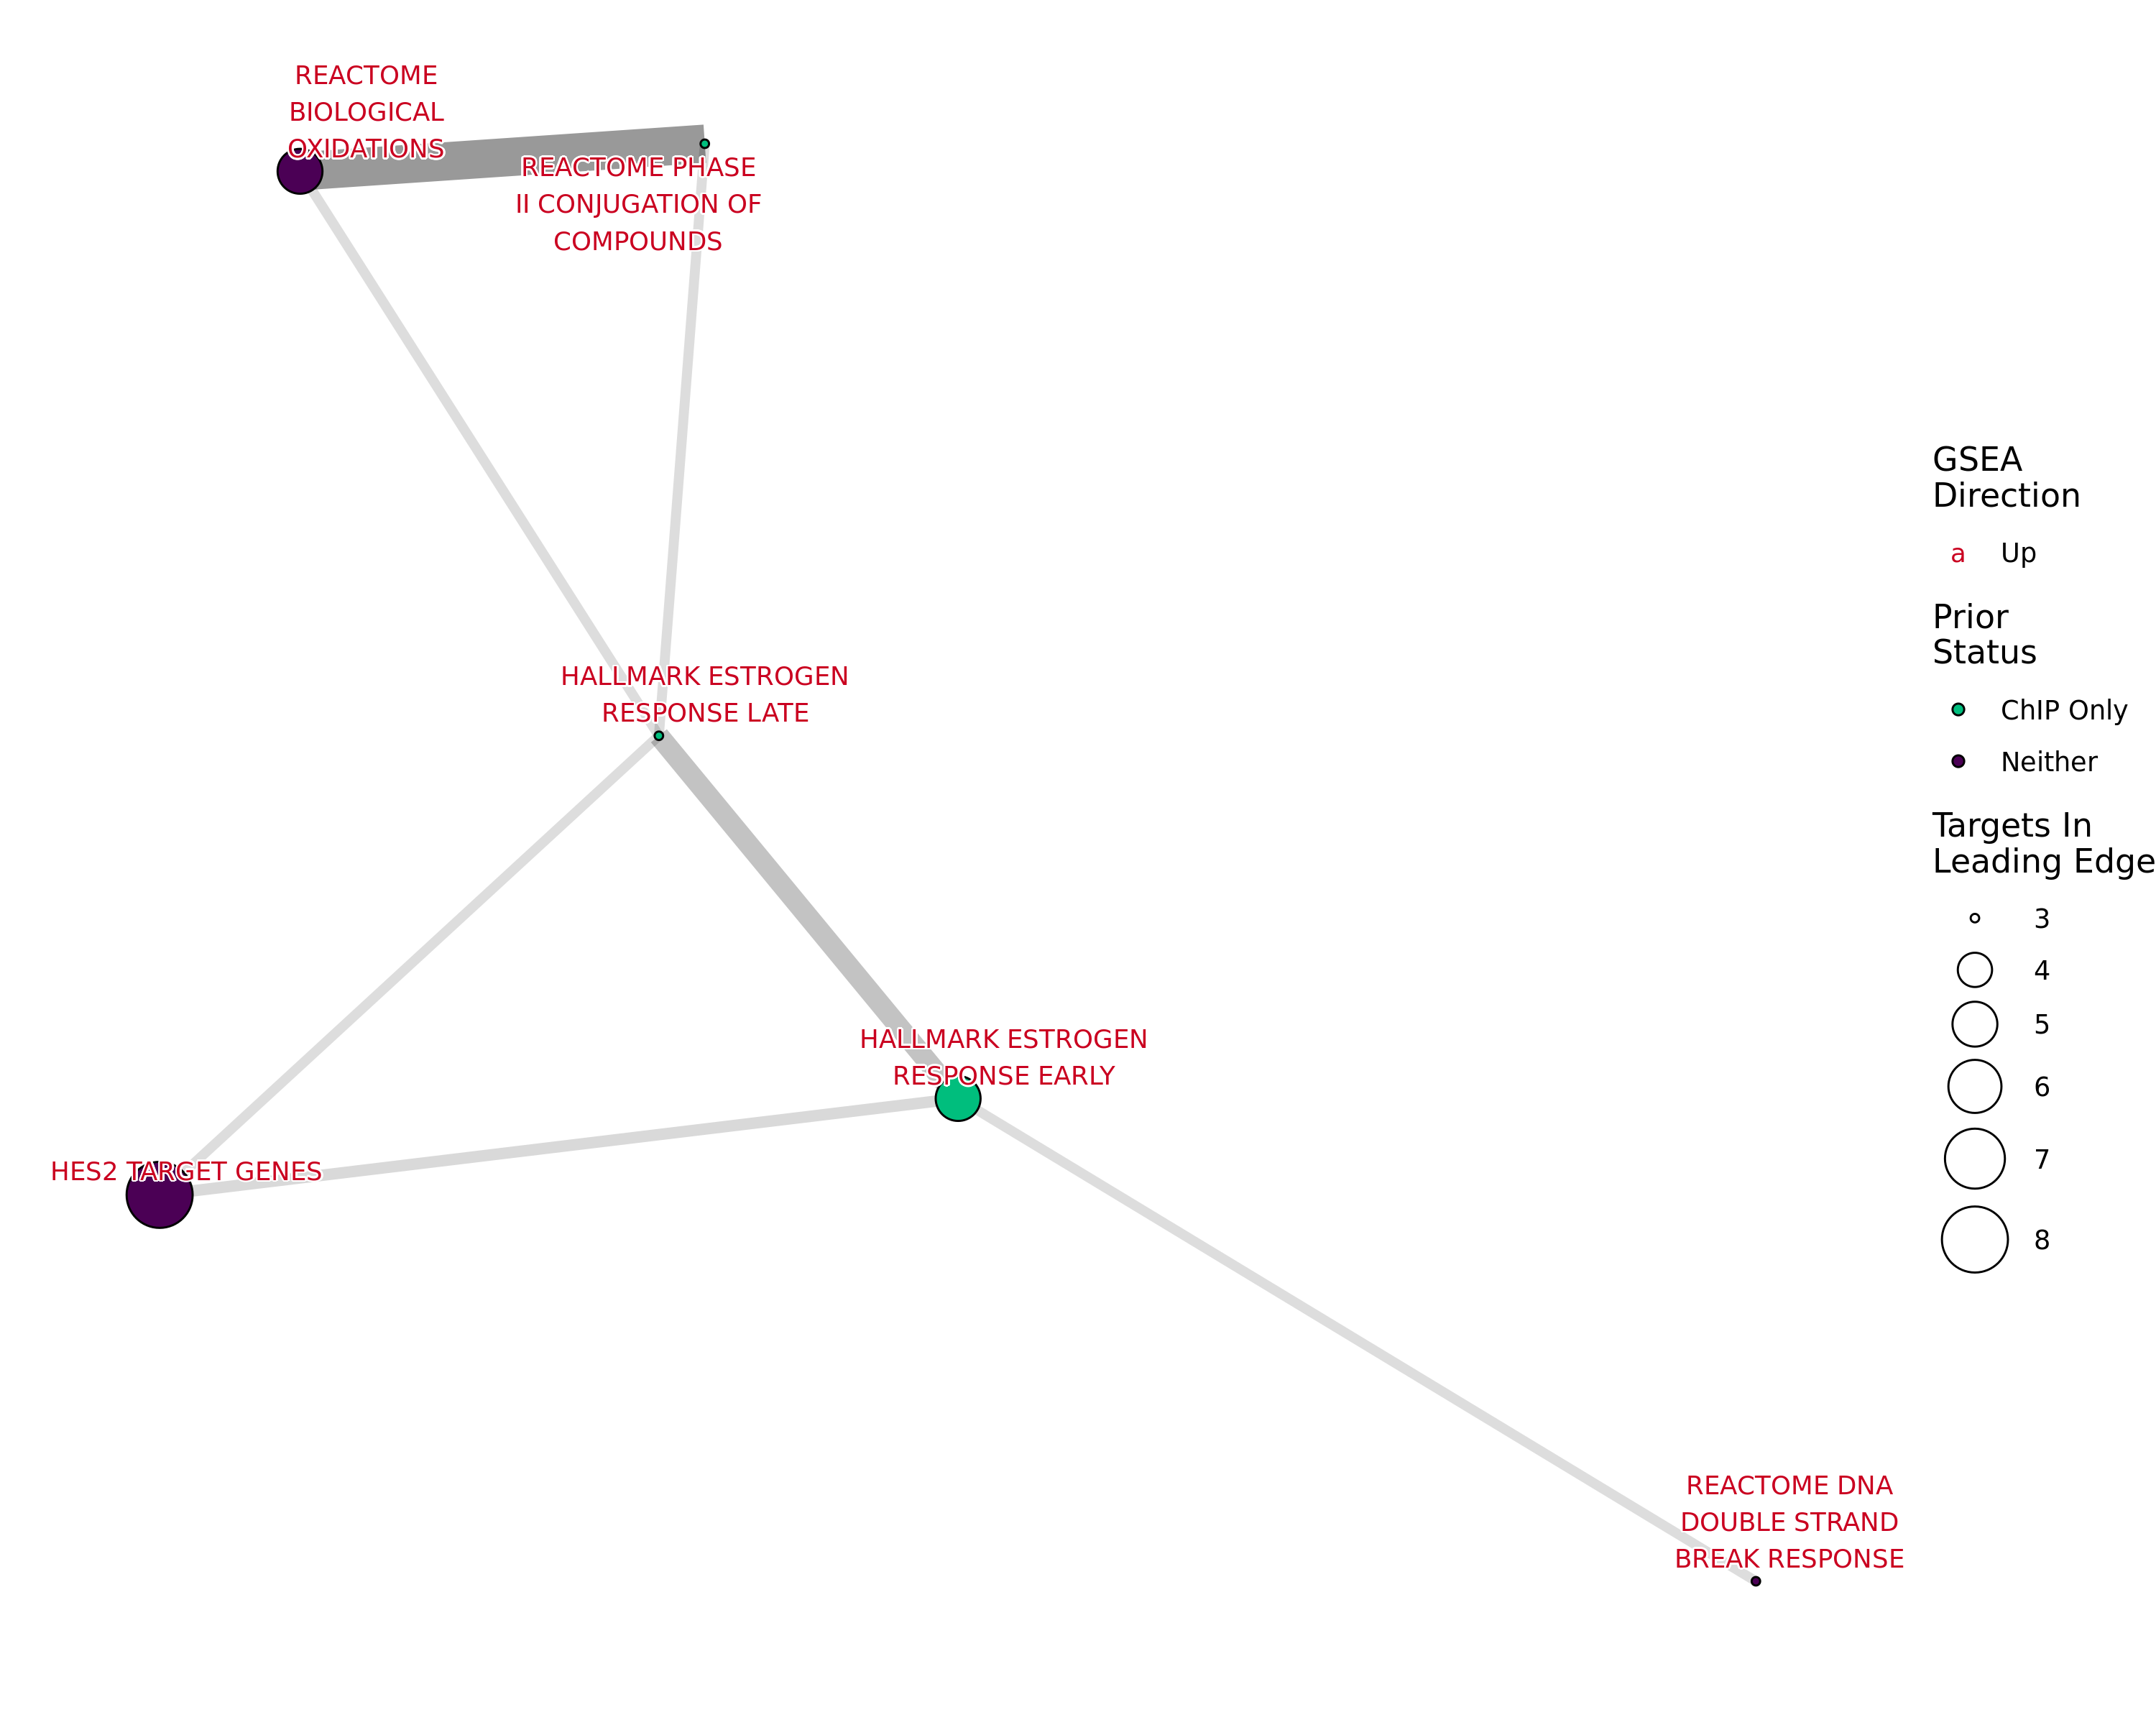 REACTOME
BIOLOGICAL
OXIDATIONS
REACTOME PHASE
II CONJUGATION OF
COMPOUNDS
HALLMARK ESTROGEN
RESPONSE LATE
HALLMARK ESTROGEN
RESPONSE EARLY
HES2 TARGET GENES
REACTOME DNA
DOUBLE STRAND
BREAK RESPONSE
GSEA
Direction
a Up
Prior
Status
ChIP Only
Neither
Targets In
Leading Edge
3
4
5
6
7
8